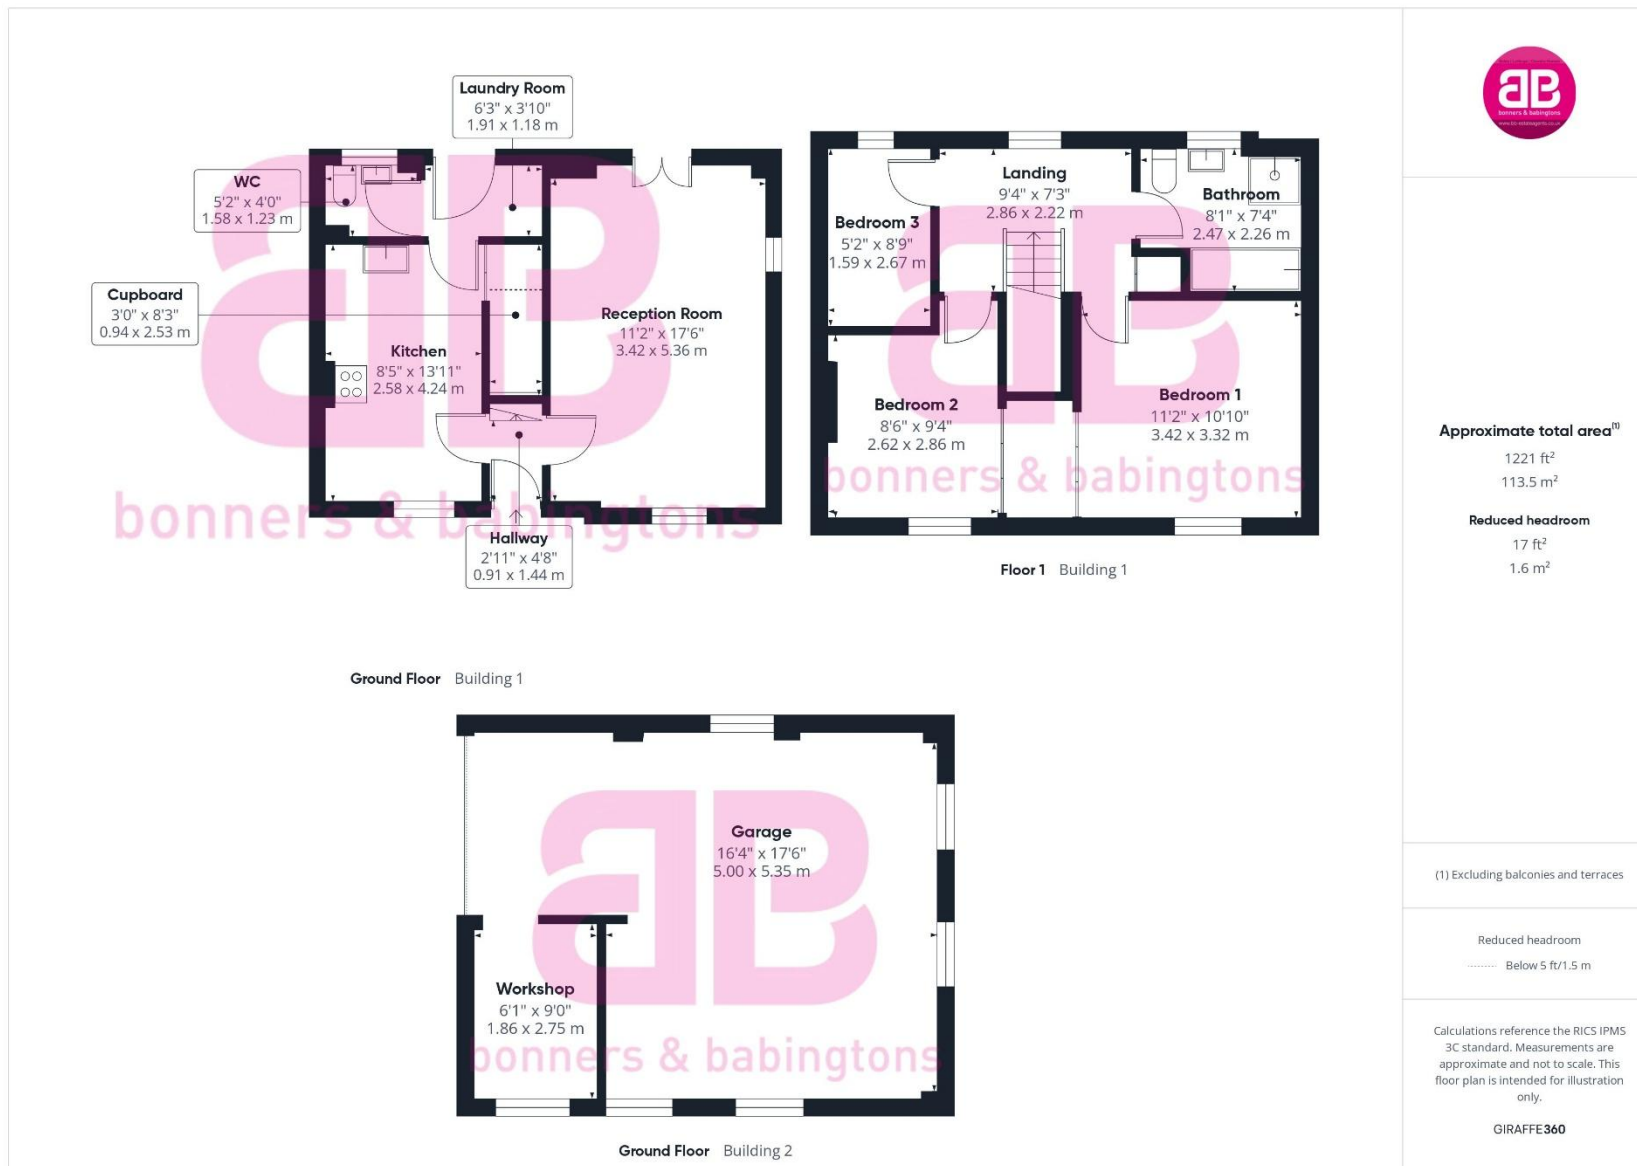 Laundry Room
6'3" x 3'10"
1.91 x 1.18 m
WC
5'2" x 4'0"
1.58 x 1.23 m
Cupboard
3'0" x 8'3"
0.94 x 2.53 m
Kitchen
8'5" x 13'11"
2.58 x 4.24 m
Reception Room
11'2" x 17'6"
3.42 x 5.36 m
Hallway
2'11" x 4'8"
0.91 x 1.44 m
bonners & babingtons
Ground Floor Building 1
Landing
9'4" x 7'3"
2.86 x 2.22 m
Bathroom
8'1" x 7'4"
2.47 x 2.26 m
Bedroom 3
5'2" x 8'9"
1.59 x 2.67 m
Bedroom 2
8'6" x 9'4"
2.62 x 2.86 m
Bedroom 1
11'2" x 10'10"
3.42 x 3.32 m
bonners & babingtons
Floor 1 Building 1
Garage
16'4" x 17'6"
5.00 x 5.35 m
Workshop
6'1" x 9'0"
1.86 x 2.75 m
bonners & babingtons
Ground Floor Building 2
bonners & babingtons
Approximate total area(1)
1221 ft²
113.5 m²
Reduced headroom
17 ft²
1.6 m²
(1) Excluding balconies and terraces
Reduced headroom
Below 5 ft/1.5 m
Calculations reference the RICS IPMS
3C standard. Measurements are
approximate and not to scale. This
floor plan is intended for illustration
only.
GIRAFFE360